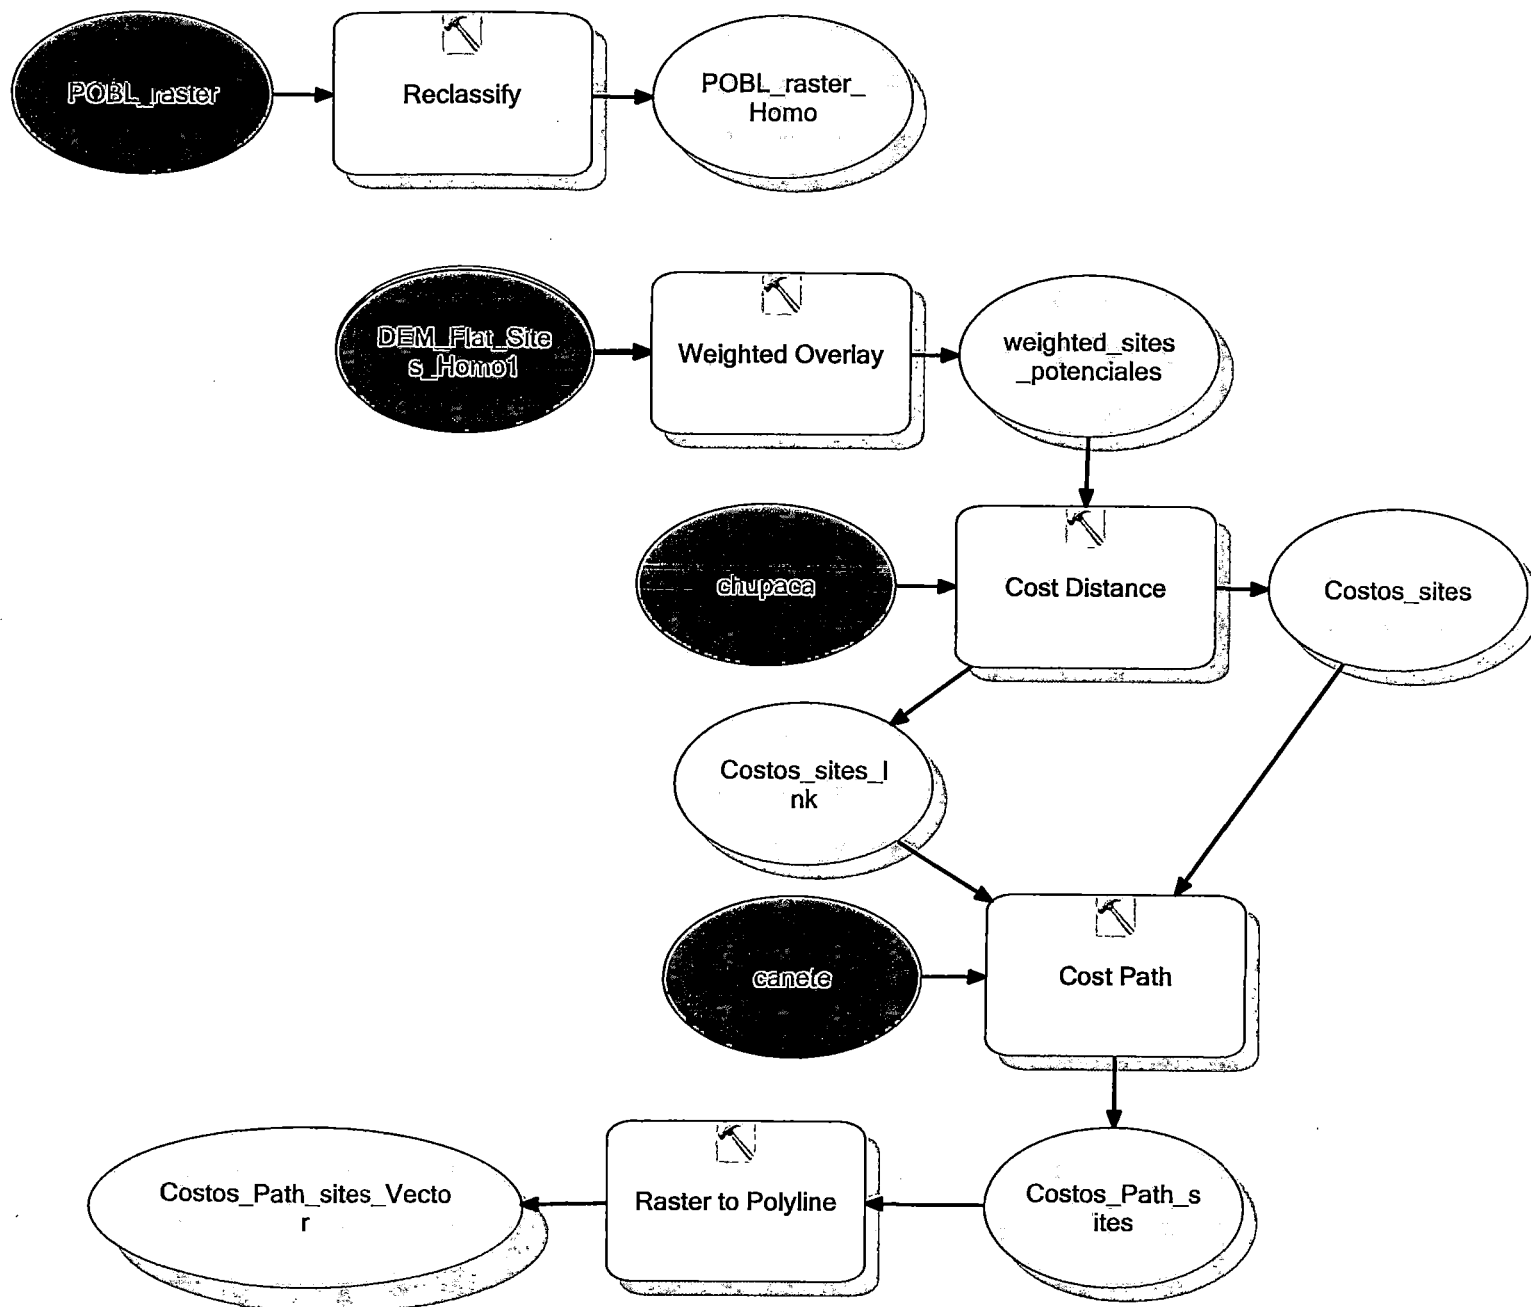 POBL_raster
Reclassify
POBL_raster_
Homo
DEM_Flat_Site
s_Homo1
Weighted Overlay
weighted_sites
_potenciales
chupaca
Cost Distance
Costos_sites
Costos_sites_l
nk
canete
Cost Path
Costos_Path_sites_Vecto
r
Raster to Polyline
Costos_Path_s
ites